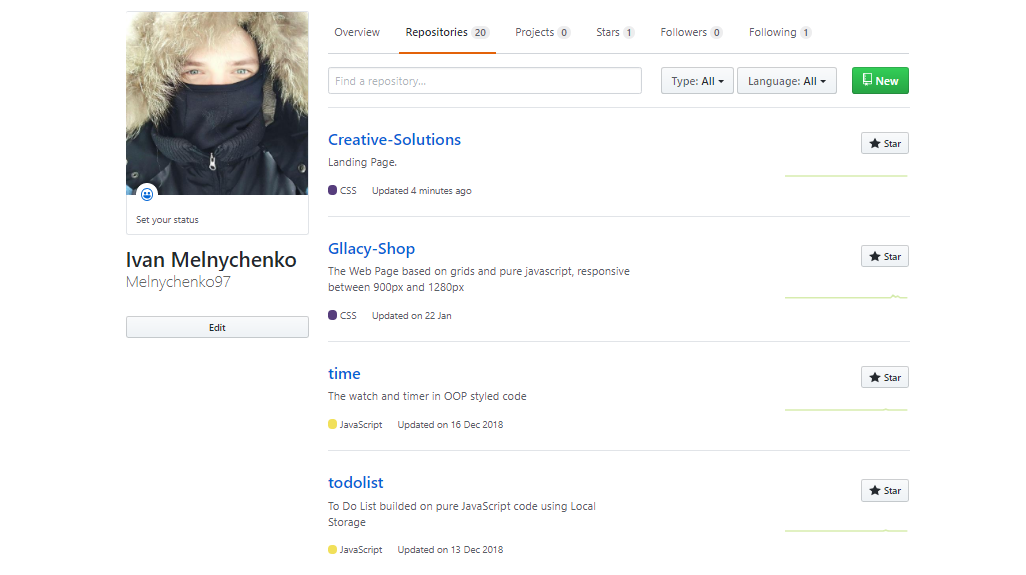 Overview Repositories 20 Projects 0 Stars 1 Followers 0 Following 1
Find a repository... Type: All Language: All New
Creative-Solutions Star
Landing Page.
CSS Updated 4 minutes ago
Set your status
Ivan Melnychenko
Melnychenko97
Edit
Gllacy-Shop Star
The Web Page based on grids and pure javascript, responsive
between 900px and 1280px
CSS Updated on 22 Jan
time Star
The watch and timer in OOP styled code
JavaScript Updated on 16 Dec 2018
todolist Star
To Do List builded on pure JavaScript code using Local
Storage
JavaScript Updated on 13 Dec 2018